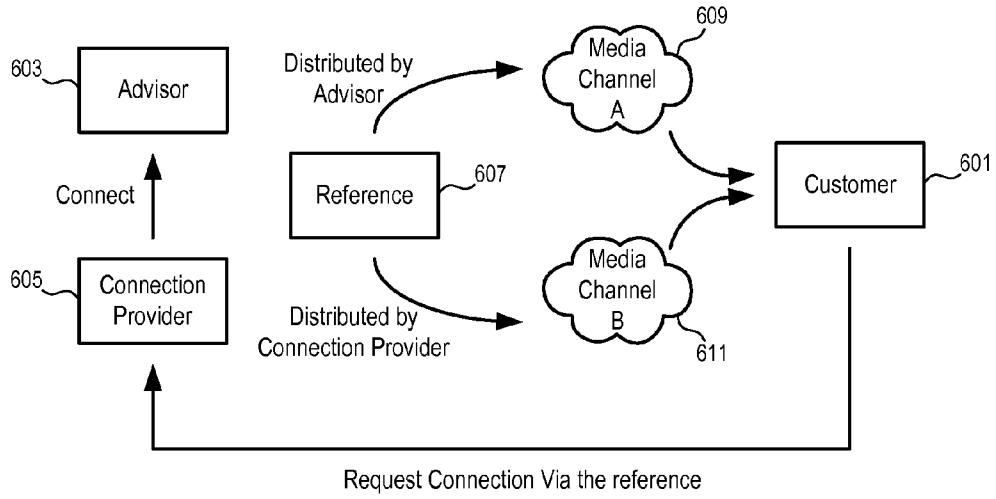 603
Advisor
Connect
605
Connection
Provider
Distributed by
Advisor
Reference
607
Distributed by
Connection Provider
609
Media
Channel
A
Media
Channel
B
611
Customer
601
Request Connection Via the reference